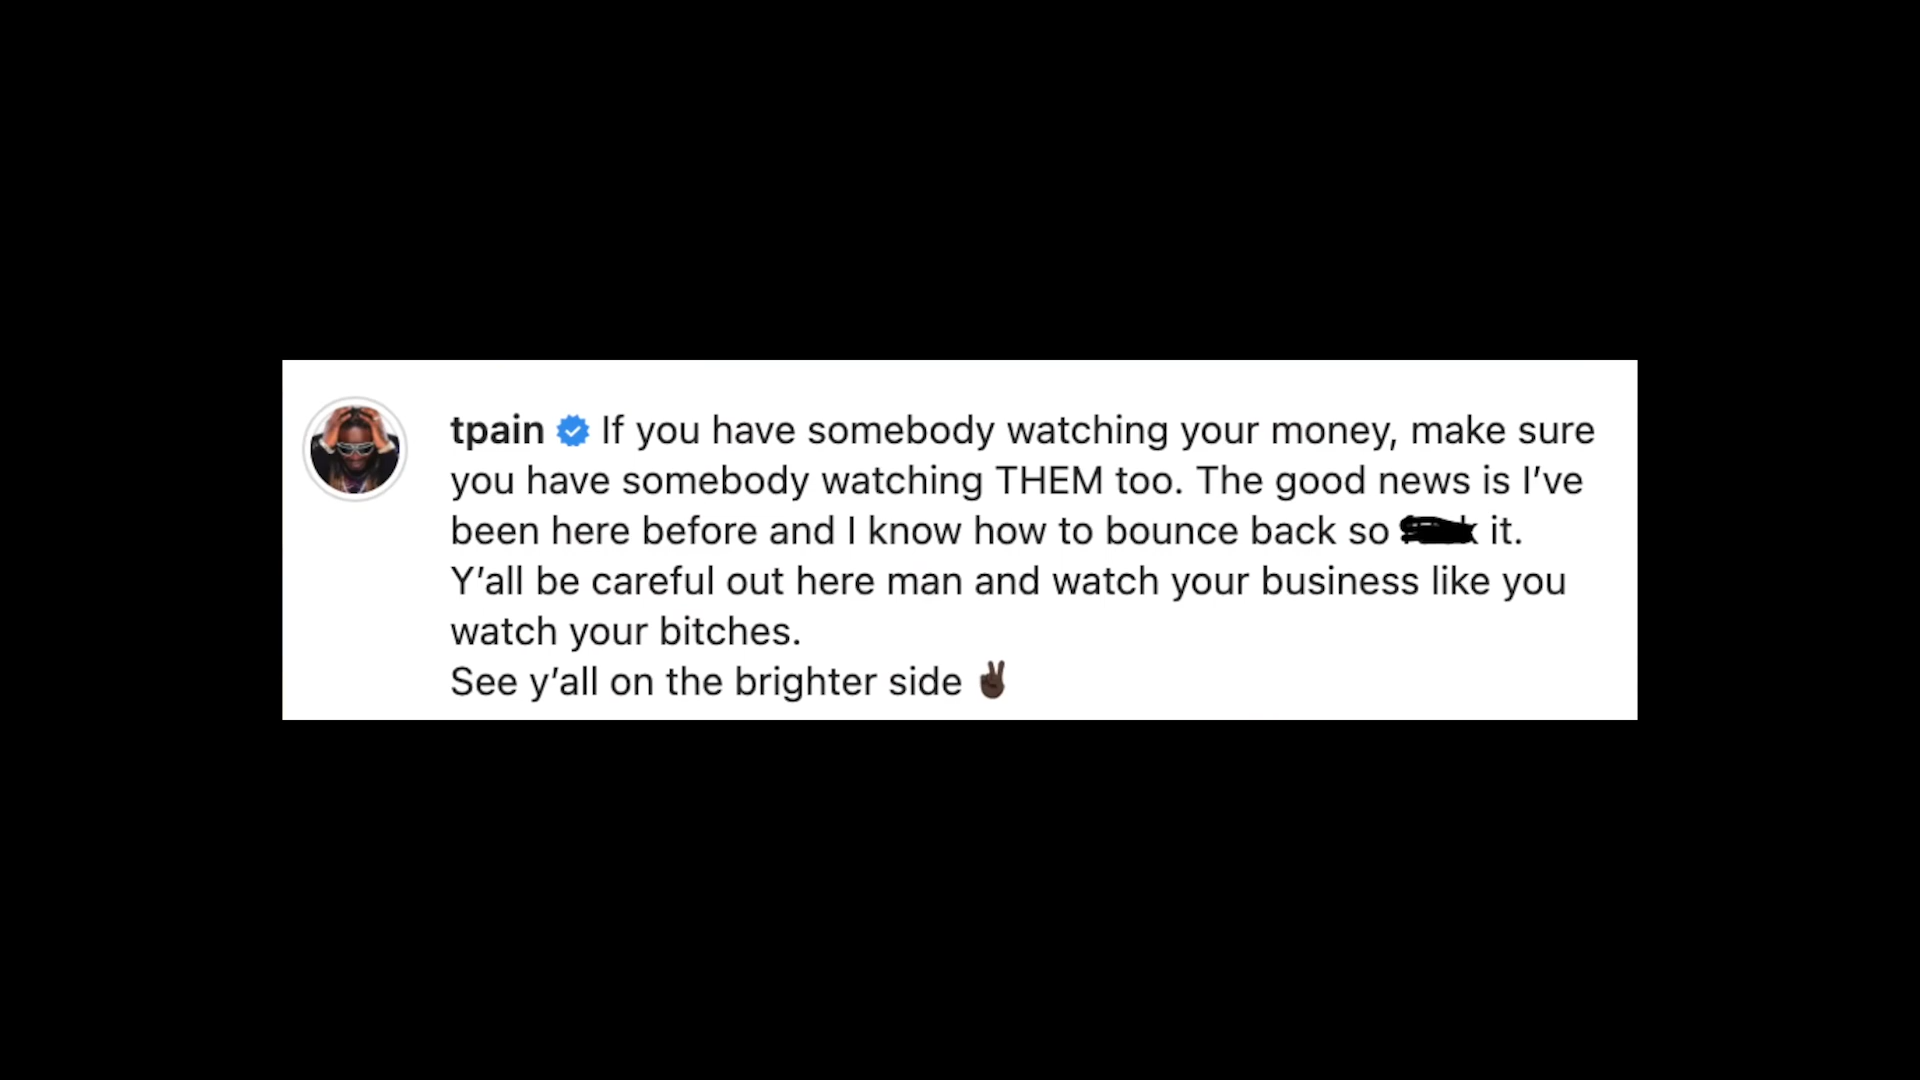 tpain If you have somebody watching your money, make sure
you have somebody watching THEM too. The good news is I've
been here before and I know how to bounce back so it.
Y'all be careful out here man and watch your business like you
watch your bitches.
See y'all on the brighter side ✌🏿